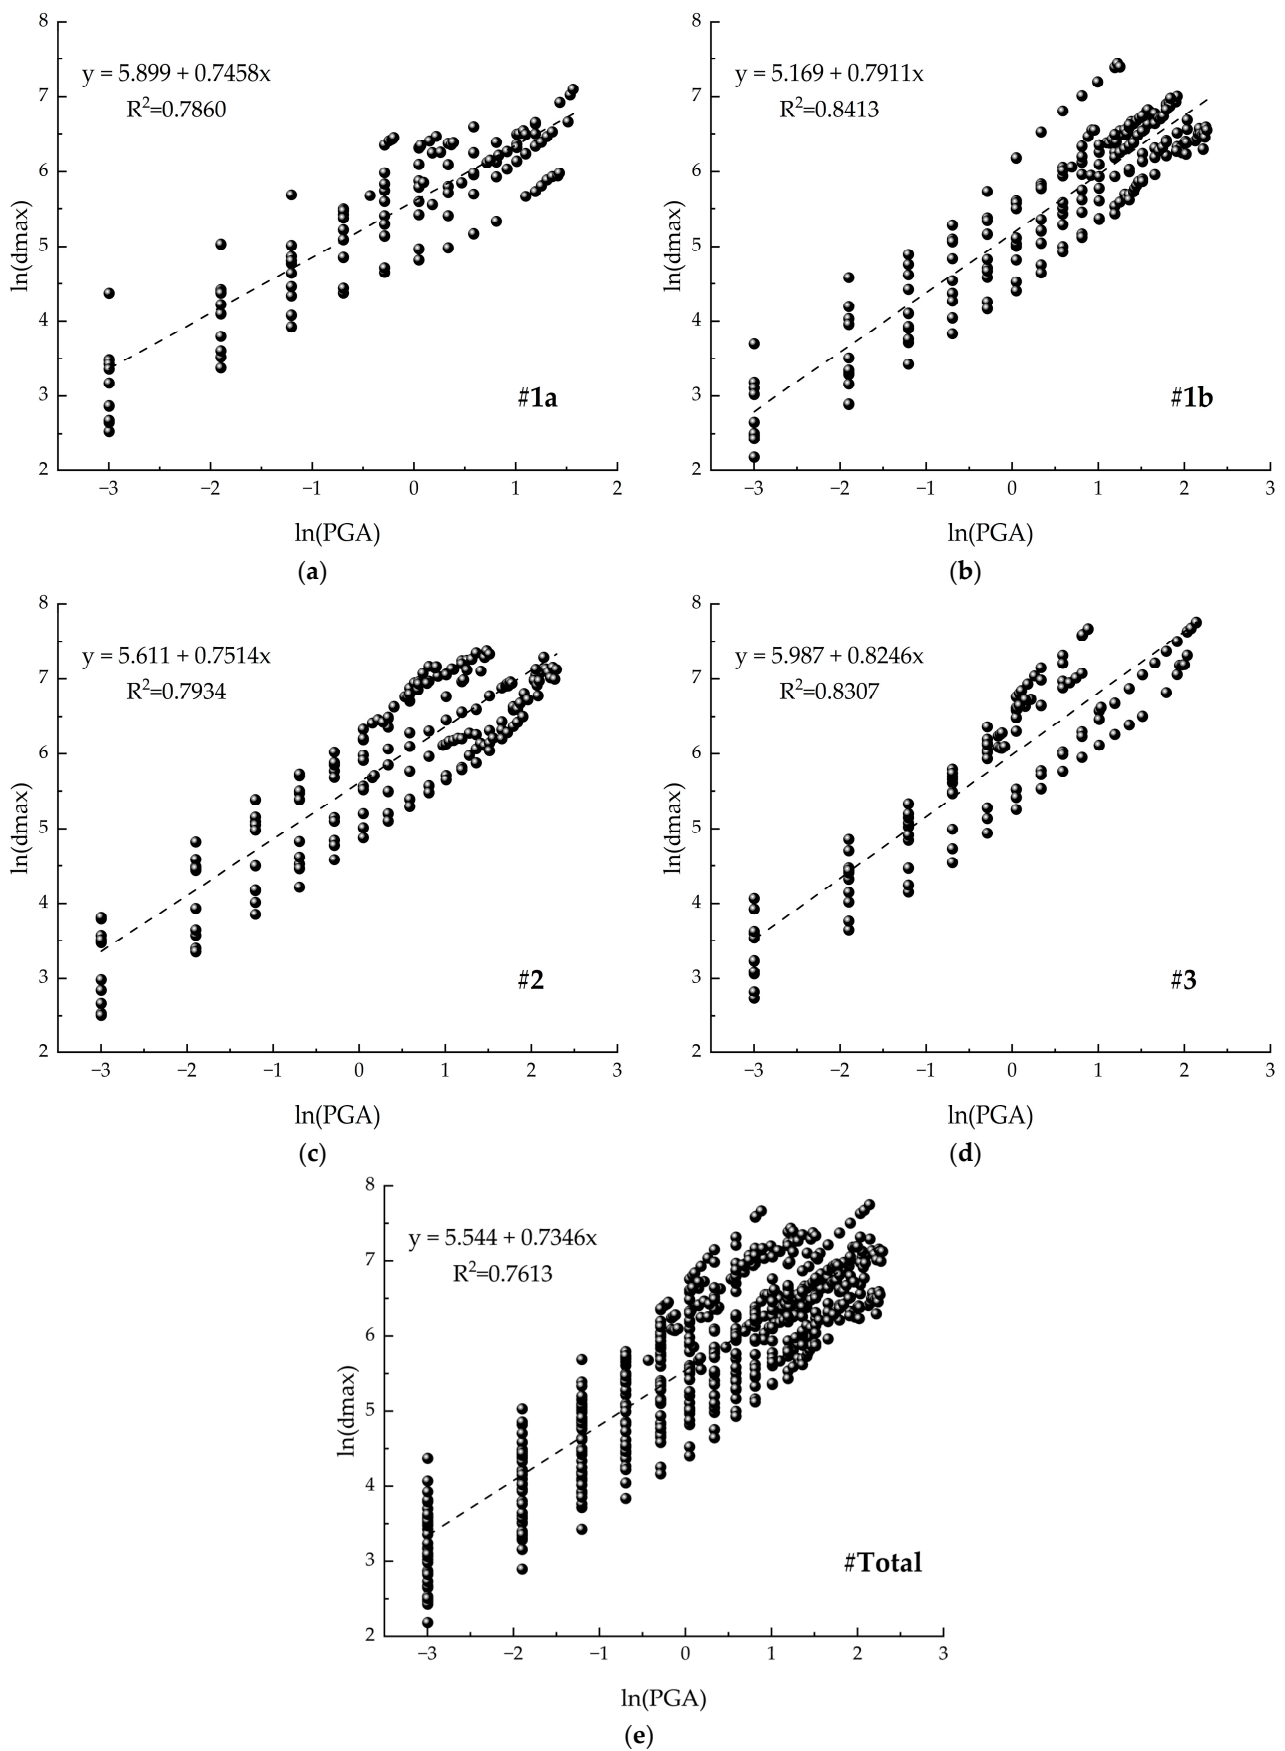 8
7
6
5
4
3
2
y = 5.899 + 0.7458x
R²=0.7860
#1a
ln(dmax)
−3 −2 −1 0 1 2
ln(PGA)
(a)
8
7
6
5
4
3
2
y = 5.169 + 0.7911x
R²=0.8413
#1b
ln(dmax)
−3 −2 −1 0 1 2 3
ln(PGA)
(b)
8
7
6
5
4
3
2
y = 5.611 + 0.7514x
R²=0.7934
#2
ln(dmax)
−3 −2 −1 0 1 2 3
ln(PGA)
(c)
8
7
6
5
4
3
2
y = 5.987 + 0.8246x
R²=0.8307
#3
ln(dmax)
−3 −2 −1 0 1 2 3
ln(PGA)
(d)
8
7
6
5
4
3
2
y = 5.544 + 0.7346x
R²=0.7613
#Total
ln(dmax)
−3 −2 −1 0 1 2 3
ln(PGA)
(e)